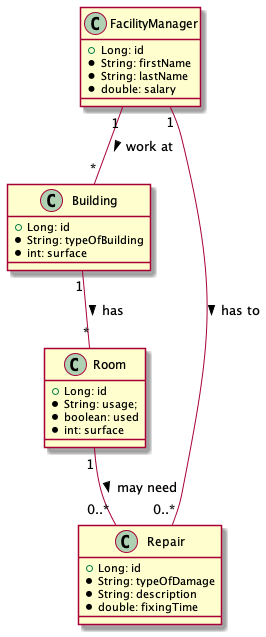 C FacilityManager
Long: id
String: firstName
String: lastName
double: salary
1
1
work at
*
C Building
Long: id
String: typeOfBuilding
int: surface
1
has
has to
*
C Room
Long: id
String: usage;
boolean: used
int: surface
1
may need
0..*
0..*
C Repair
Long: id
String: typeOfDamage
String: description
double: fixingTime